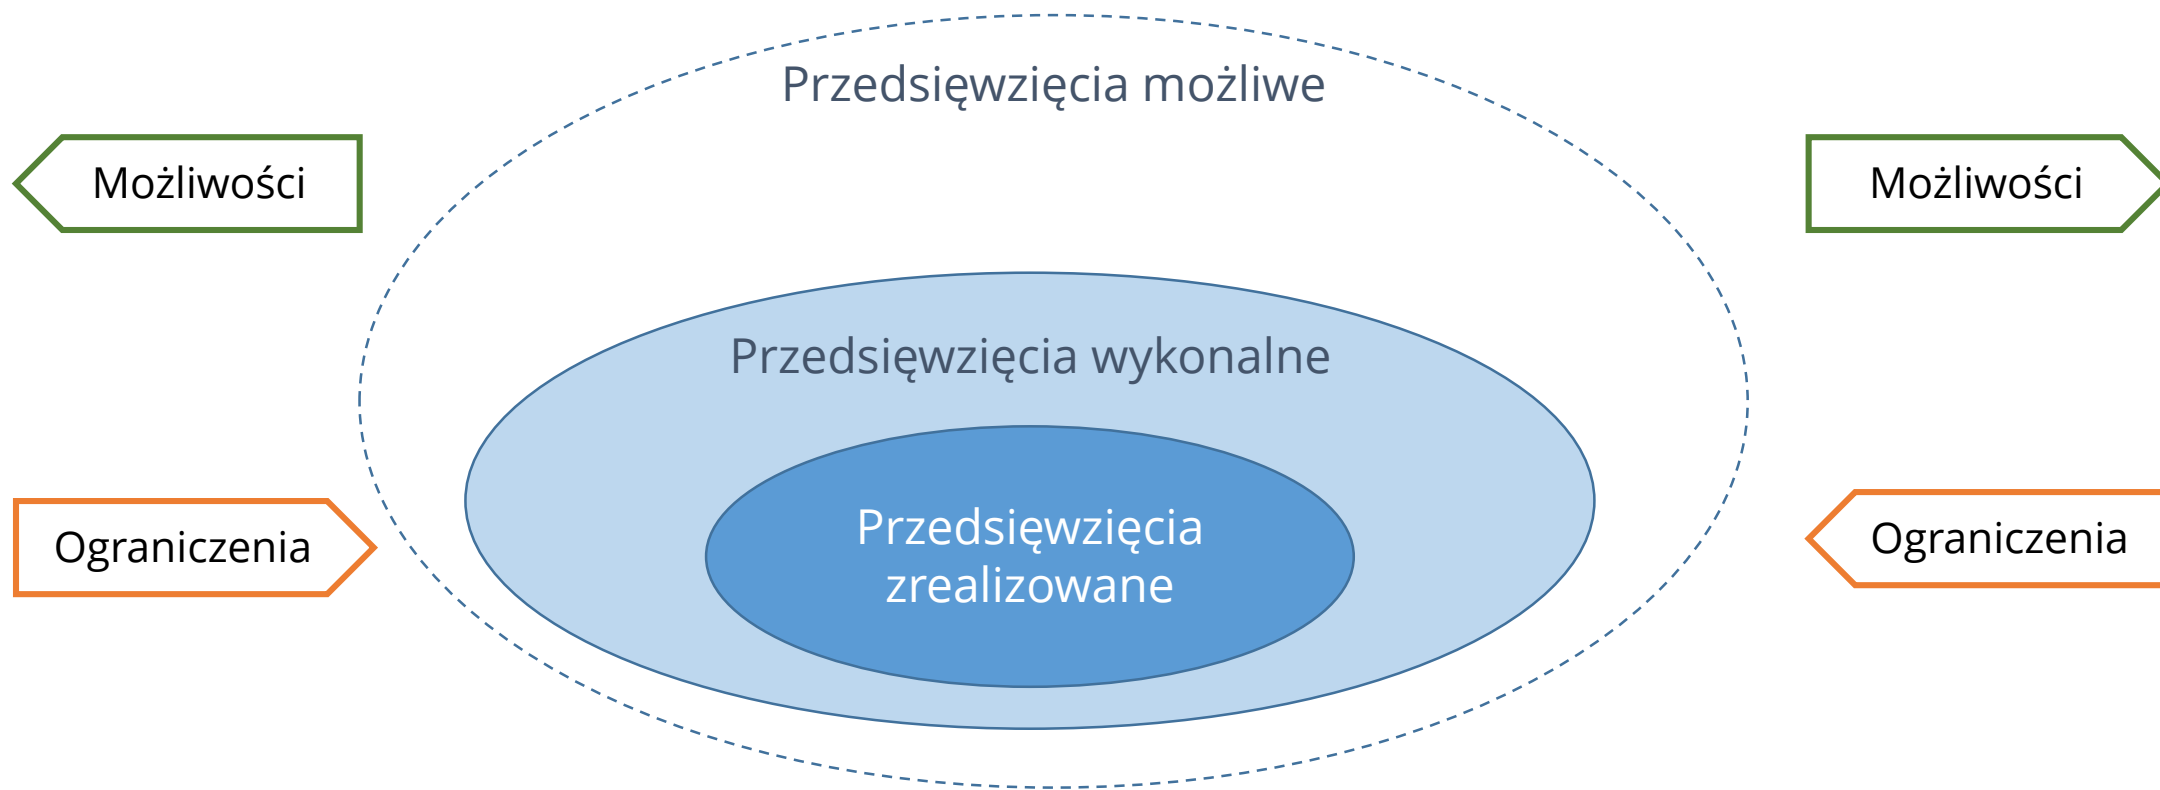 Przedsięwzięcia możliwe
Możliwości
Możliwości
Przedsięwzięcia wykonalne
Przedsięwzięcia
zrealizowane
Ograniczenia
Ograniczenia